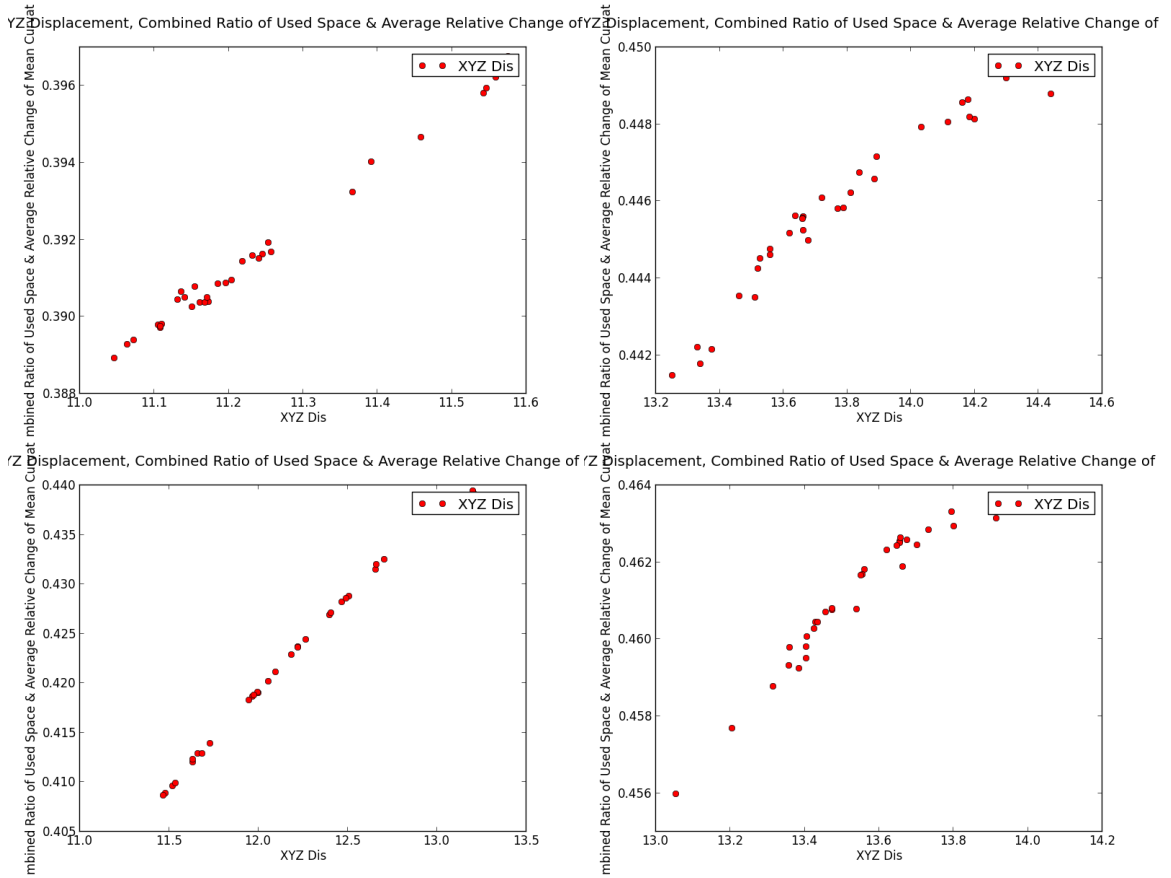 YZ Displacement, Combined Ratio of Used Space & Average Relative Change of
mbined Ratio of Used Space & Average Relative Change of Mean Curvat
XYZ Dis
0.396
0.394
0.392
0.390
0.388
11.0 11.1 11.2 11.3 11.4 11.5 11.6
XYZ Dis
YZ Displacement, Combined Ratio of Used Space & Average Relative Change of
mbined Ratio of Used Space & Average Relative Change of Mean Curvat
XYZ Dis
0.450
0.448
0.446
0.444
0.442
13.2 13.4 13.6 13.8 14.0 14.2 14.4 14.6
XYZ Dis
YZ Displacement, Combined Ratio of Used Space & Average Relative Change of
mbined Ratio of Used Space & Average Relative Change of Mean Curvat
XYZ Dis
0.440
0.435
0.430
0.425
0.420
0.415
0.410
0.405
11.0 11.5 12.0 12.5 13.0 13.5
XYZ Dis
YZ Displacement, Combined Ratio of Used Space & Average Relative Change of
mbined Ratio of Used Space & Average Relative Change of Mean Curvat
XYZ Dis
0.464
0.462
0.460
0.458
0.456
13.0 13.2 13.4 13.6 13.8 14.0 14.2
XYZ Dis